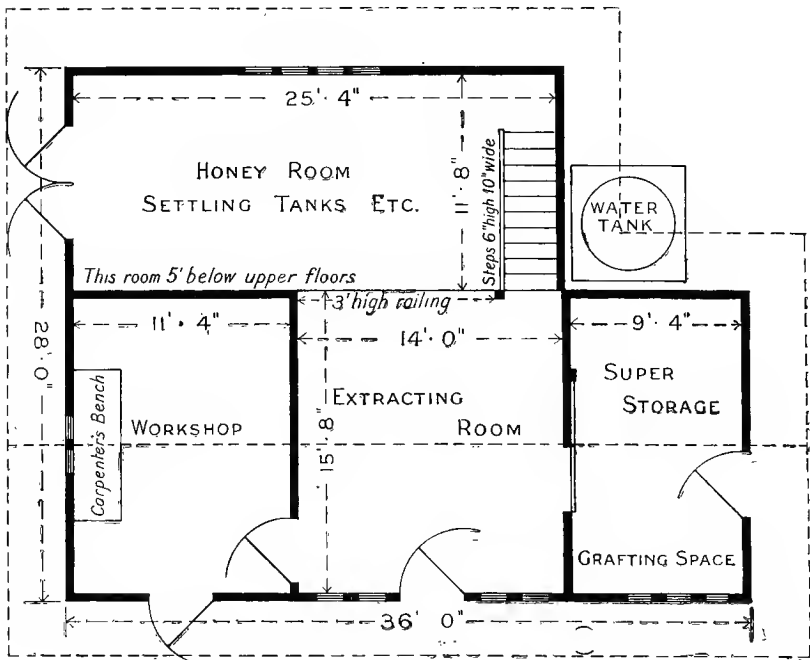 25'· 4"
HONEY ROOM
SETTLING TANKS ETC.
11'· 8"
Steps 6"high 10"wide
WATER
TANK
This room 5' below upper floors
3' high railing
28'· 0"
11'· 4"
14'· 0"
9'· 4"
Carpenter's Bench
WORKSHOP
EXTRACTING
ROOM
15'· 8"
SUPER
STORAGE
GRAFTING SPACE
36' 0"